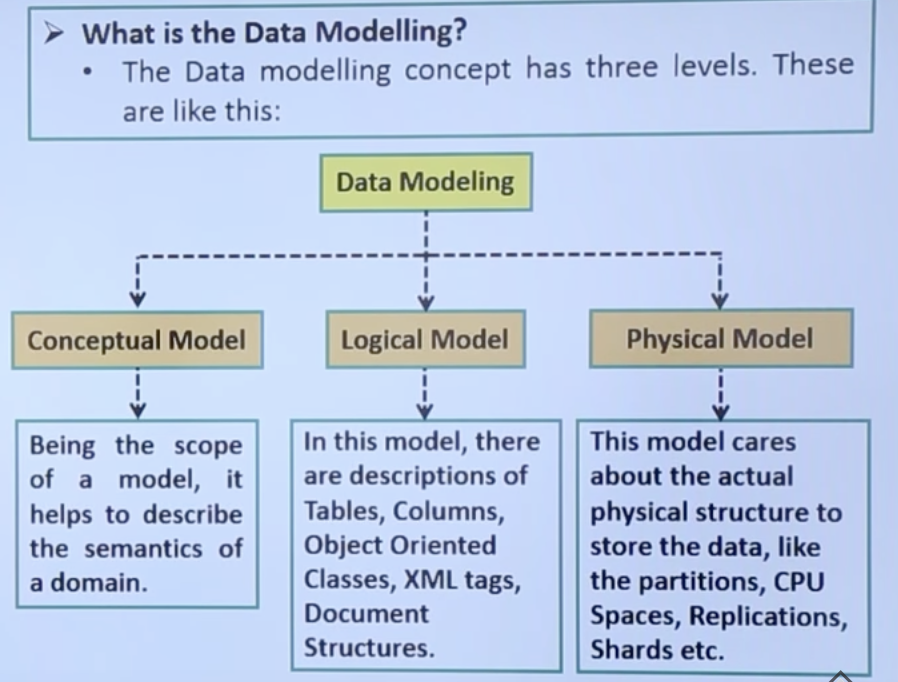 ➢ What is the Data Modelling?
• The Data modelling concept has three levels. These
are like this:
Data Modeling
Conceptual Model
Logical Model
Physical Model
Being the scope
of a model, it
helps to describe
the semantics of
a domain.
In this model, there
are descriptions of
Tables, Columns,
Object Oriented
Classes, XML tags,
Document
Structures.
This model cares
about the actual
physical structure to
store the data, like
the partitions, CPU
Spaces, Replications,
Shards etc.